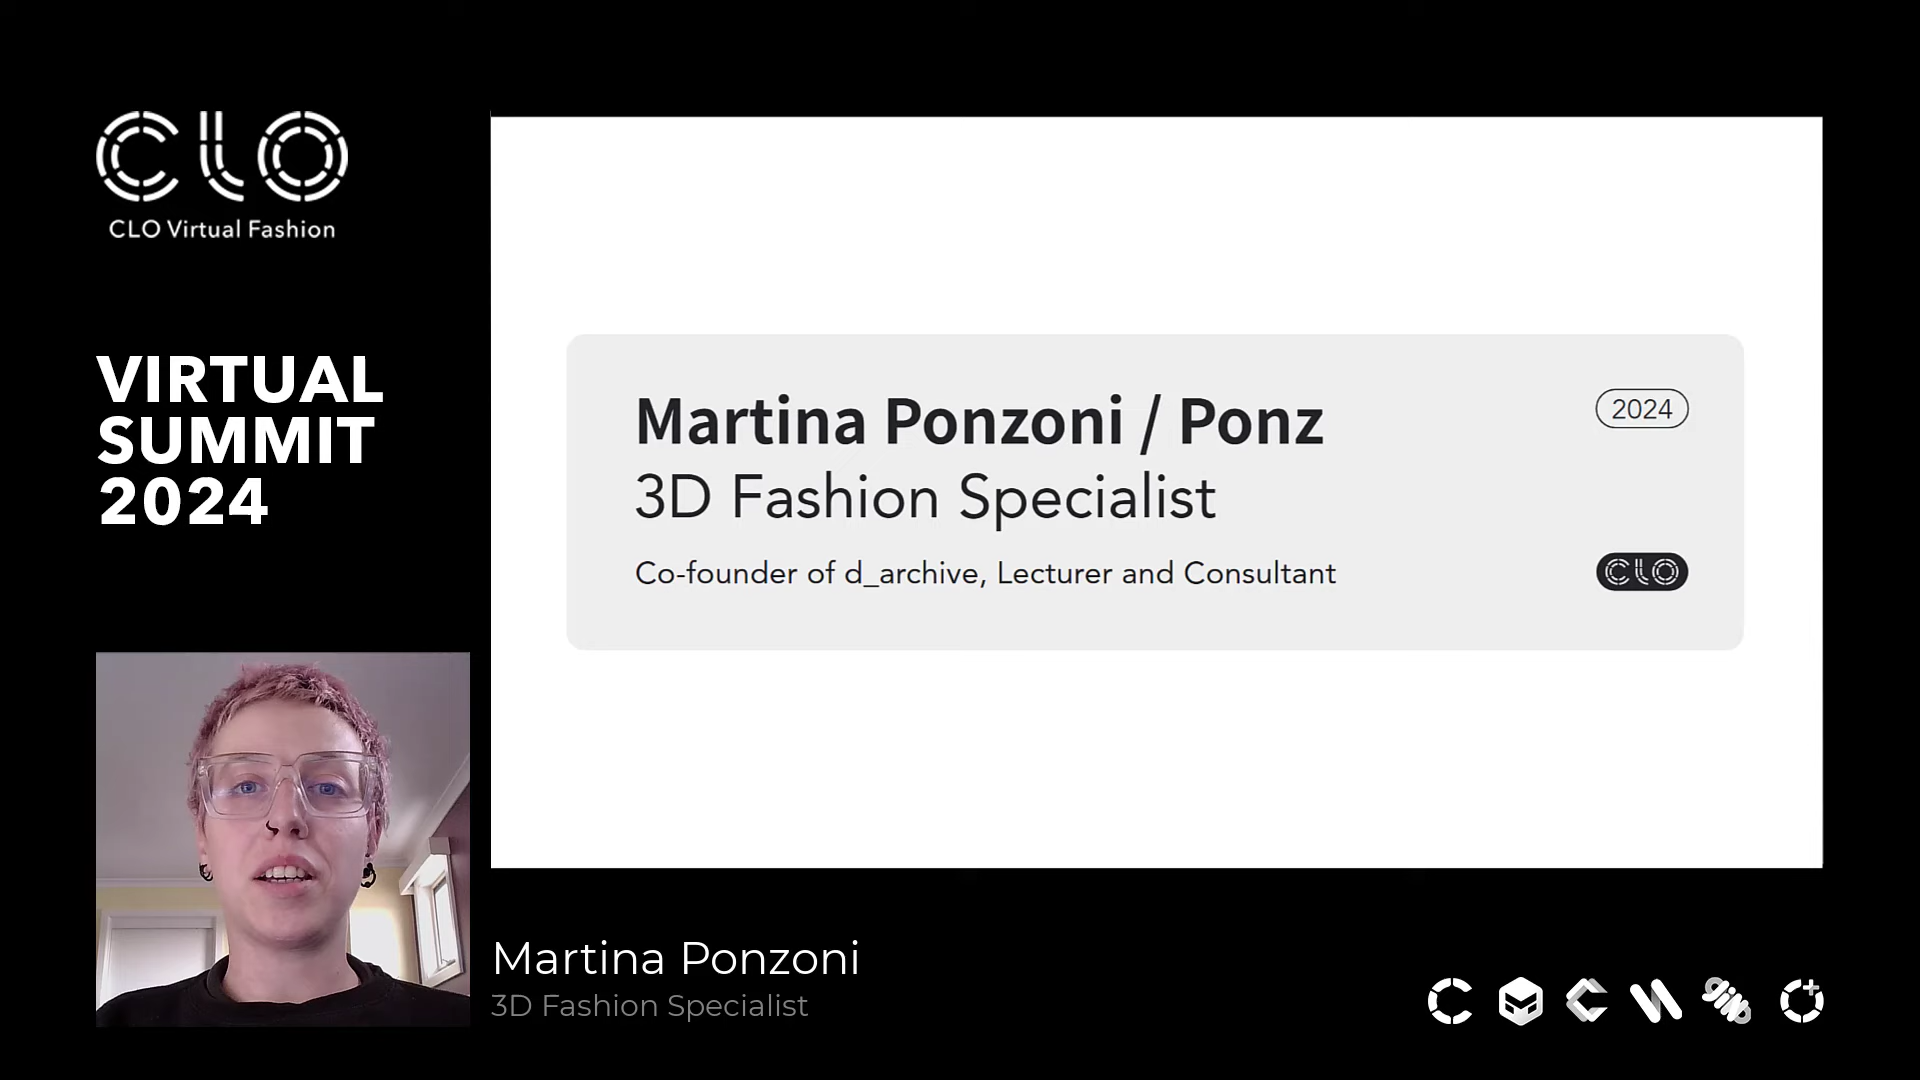 CLO
CLO Virtual Fashion
VIRTUAL
SUMMIT
2024
Martina Ponzoni / Ponz
2024
3D Fashion Specialist
Co-founder of d_archive, Lecturer and Consultant
CLO
Martina Ponzoni
3D Fashion Specialist